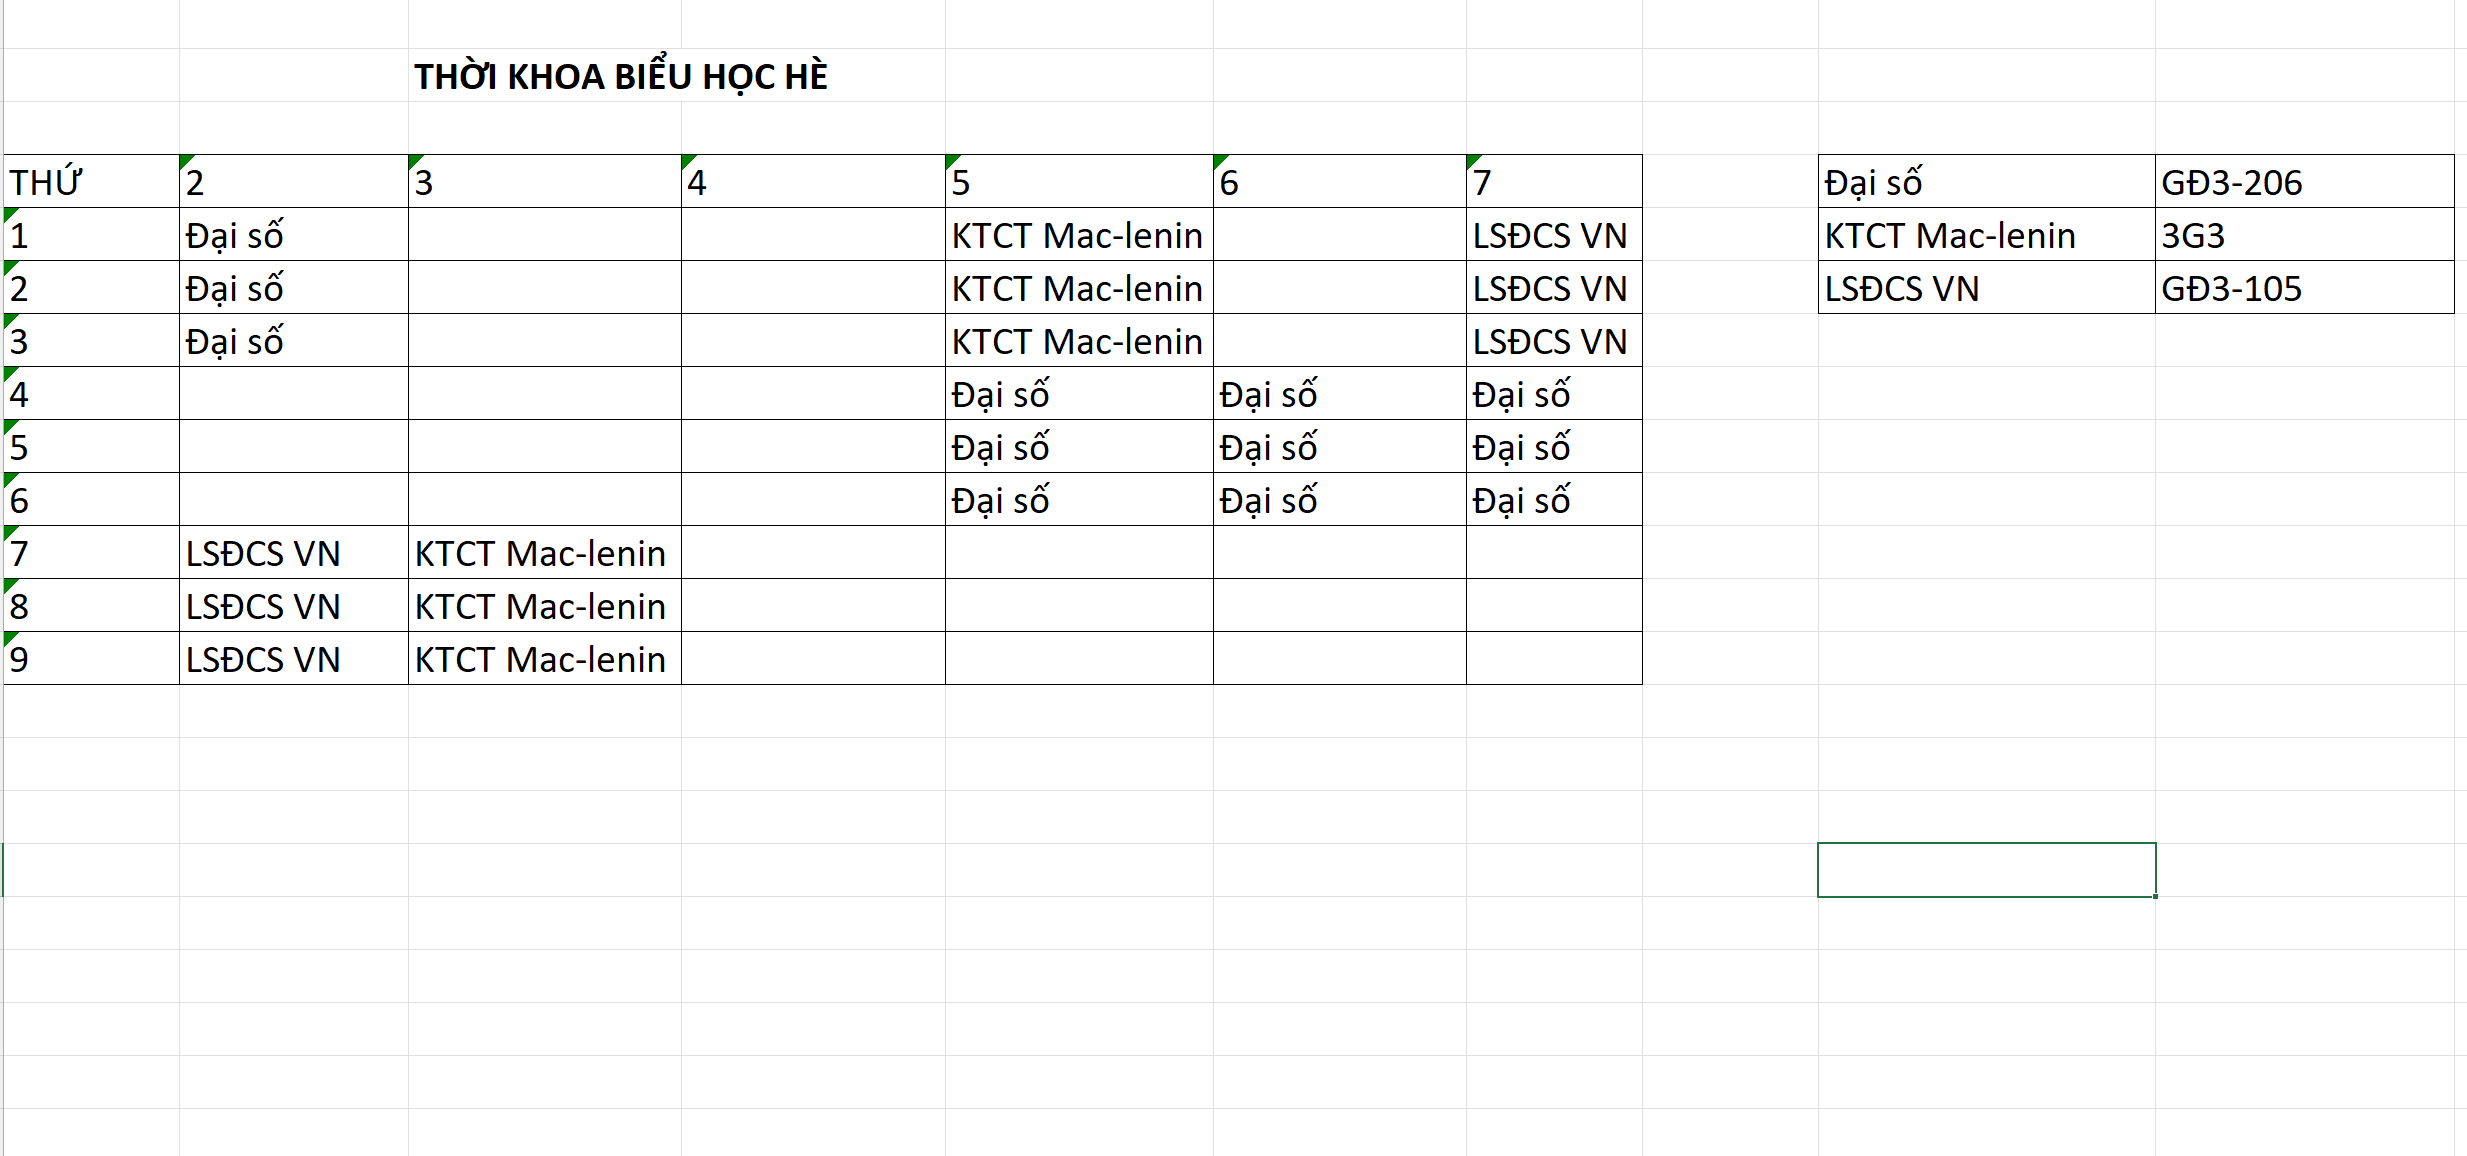 THỜI KHOA BIỂU HỌC HÈ
THỨ 2 3 4 5 6 7 Đại số GĐ3-206
1 Đại số KTCT Mac-lenin LSĐCS VN KTCT Mac-lenin 3G3
2 Đại số KTCT Mac-lenin LSĐCS VN LSĐCS VN GĐ3-105
3 Đại số KTCT Mac-lenin LSĐCS VN
4 Đại số Đại số Đại số
5 Đại số Đại số Đại số
6 Đại số Đại số Đại số
7 LSĐCS VN KTCT Mac-lenin
8 LSĐCS VN KTCT Mac-lenin
9 LSĐCS VN KTCT Mac-lenin